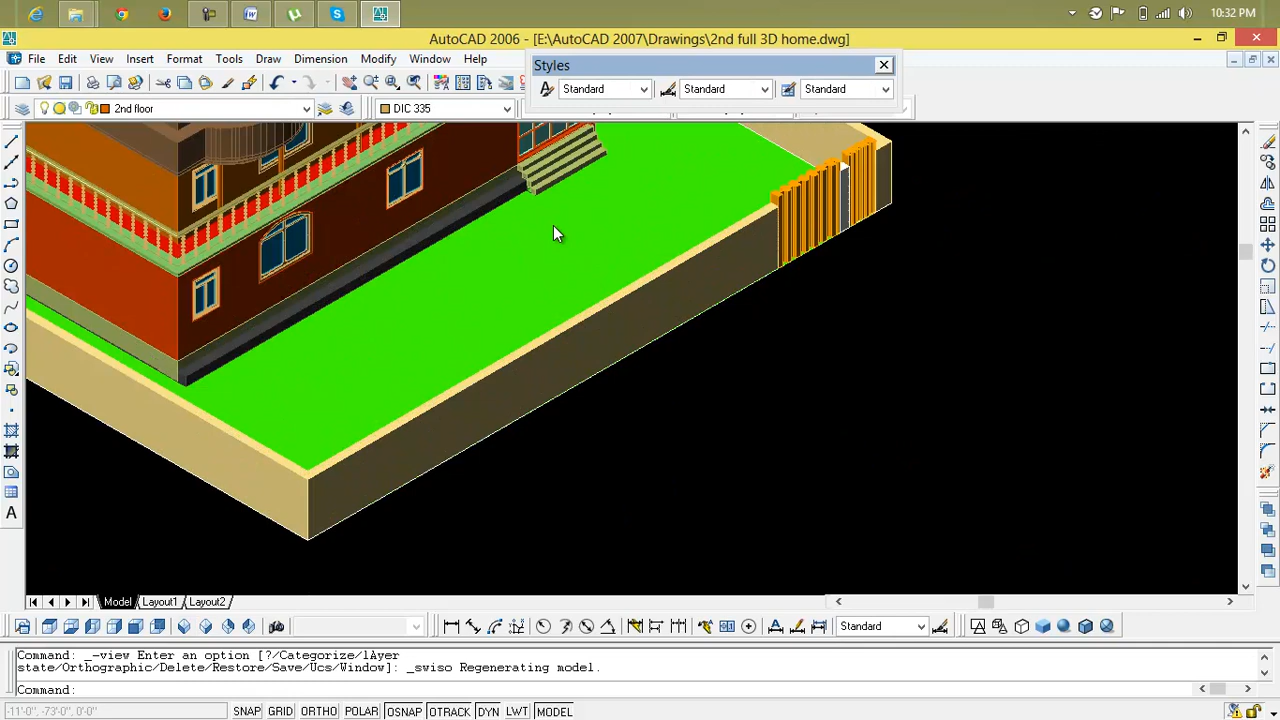 10:32 PM
AutoCAD 2006 - [E:\AutoCAD 2007\Drawings\2nd full 3D home.dwg]
File Edit View Insert Format Tools Draw Dimension Modify Window Help
Styles
Standard Standard Standard
2nd floor DIC 335
Model Layout1 Layout2
Standard
Command: _-view Enter an option [?/Categorize/lAyer
state/Orthographic/Delete/Restore/Save/Ucs/Window]: _swiso Regenerating model.
Command:
-11'-0", -73'-0", 0'-0" SNAP GRID ORTHO POLAR OSNAP OTRACK DYN LWT MODEL